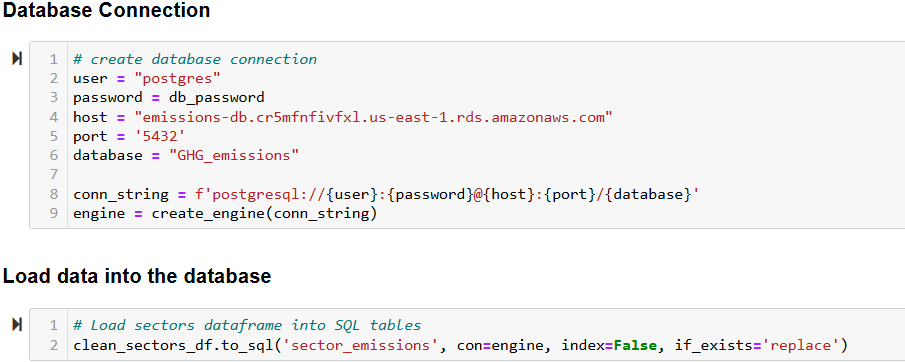 Database Connection
1 # create database connection
2 user = "postgres"
3 password = db_password
4 host = "emissions-db.cr5mfnfivfxl.us-east-1.rds.amazonaws.com"
5 port = '5432'
6 database = "GHG_emissions"
7
8 conn_string = f'postgresql://{user}:{password}@{host}:{port}/{database}'
9 engine = create_engine(conn_string)
Load data into the database
1 # Load sectors dataframe into SQL tables
2 clean_sectors_df.to_sql('sector_emissions', con=engine, index=False, if_exists='replace')